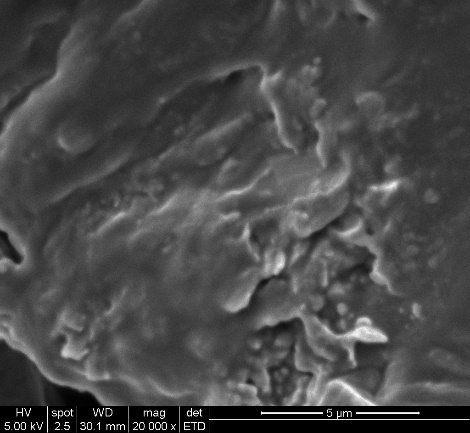 HV spot WD mag det
5.00 kV 2.5 30.1 mm 20 000 x ETD 5 µm